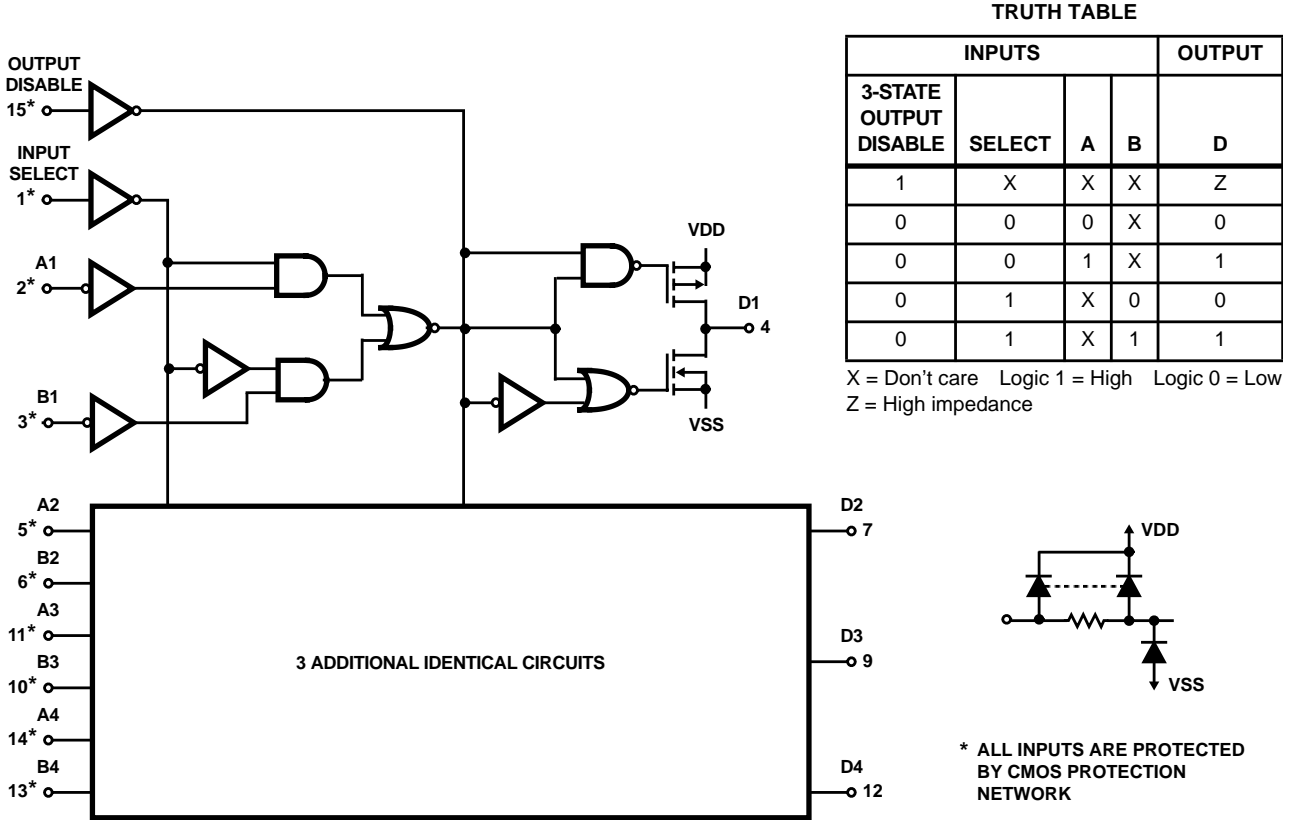 TRUTH TABLE
INPUTS OUTPUT
3-STATE
OUTPUT
DISABLE SELECT A B D
1 X X X Z
0 0 0 X 0
0 0 1 X 1
0 1 X 0 0
0 1 X 1 1
X = Don't care Logic 1 = High Logic 0 = Low
Z = High impedance
OUTPUT
DISABLE
15*
INPUT
SELECT
1*
A1
2*
B1
3*
VDD
D1
4
VSS
A2
5*
B2
6*
A3
11*
B3
10*
A4
14*
B4
13*
3 ADDITIONAL IDENTICAL CIRCUITS
D2
7
D3
9
D4
12
VDD
VSS
* ALL INPUTS ARE PROTECTED
BY CMOS PROTECTION
NETWORK